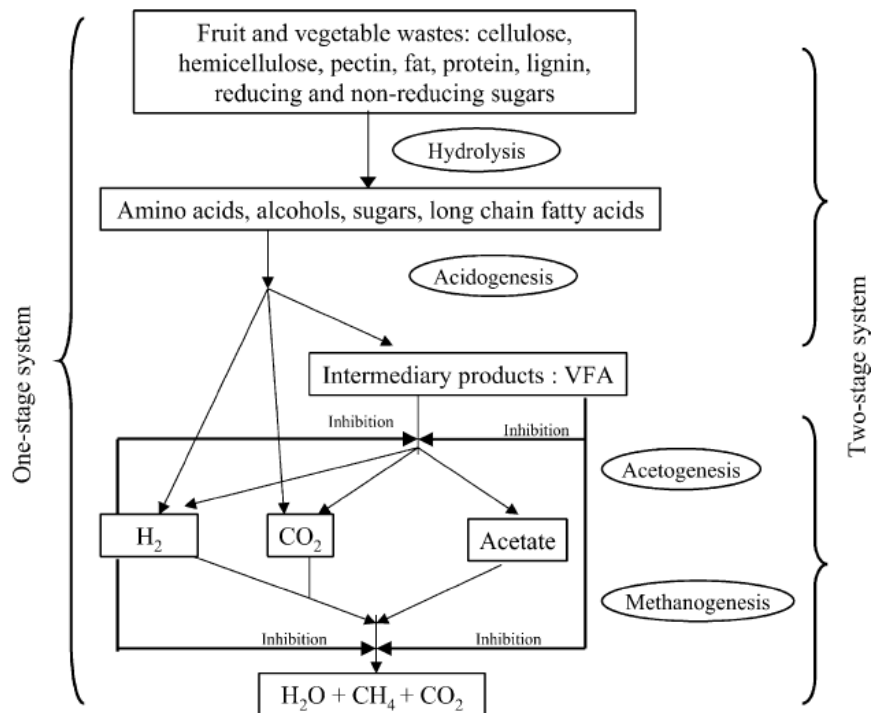 Fruit and vegetable wastes: cellulose,
hemicellulose, pectin, fat, protein, lignin,
reducing and non-reducing sugars
Hydrolysis
Amino acids, alcohols, sugars, long chain fatty acids
Acidogenesis
One-stage system
Two-stage system
Intermediary products : VFA
Inhibition
Inhibition
Acetogenesis
H₂
CO₂
Acetate
Methanogenesis
Inhibition
Inhibition
H₂O + CH₄ + CO₂